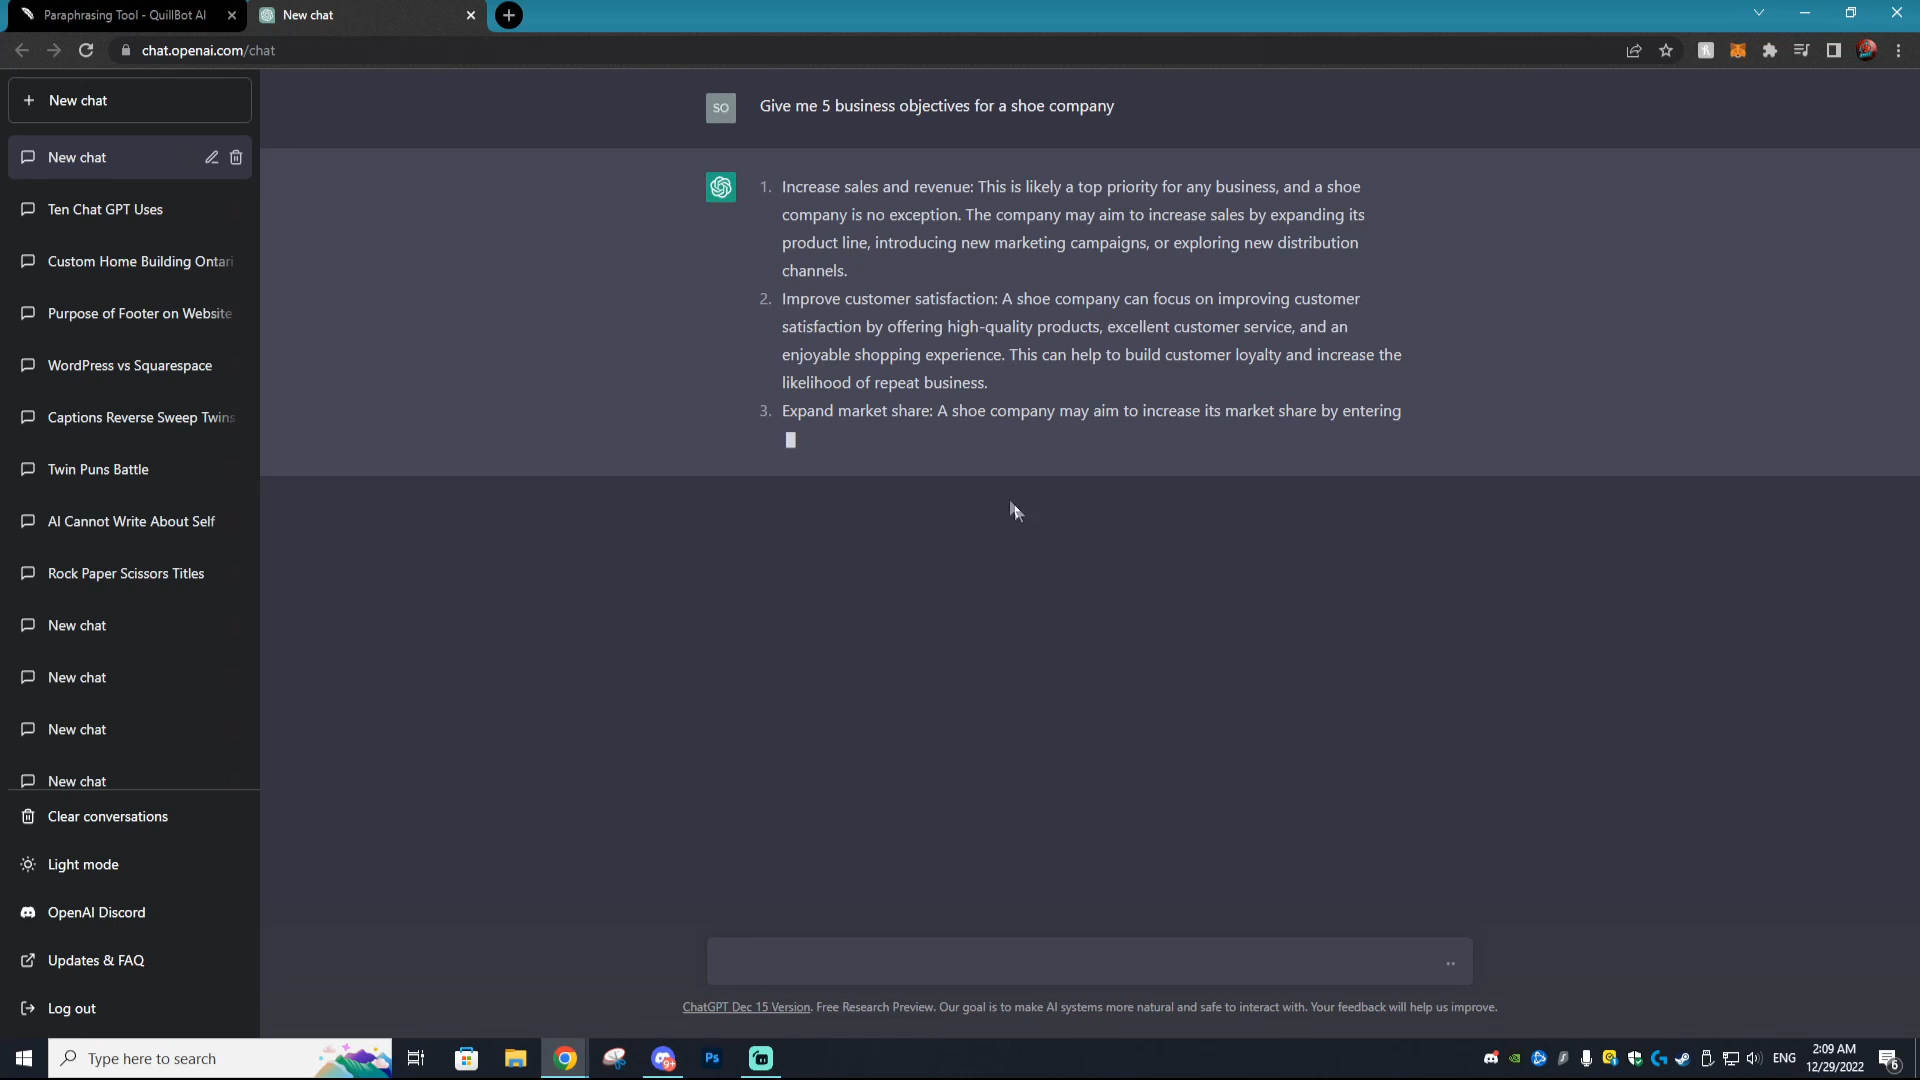 Paraphrasing Tool - QuillBot AI
New chat
chat.openai.com/chat
New chat
New chat
Ten Chat GPT Uses
Custom Home Building Ontari
Purpose of Footer on Website
WordPress vs Squarespace
Captions Reverse Sweep Twins
Twin Puns Battle
AI Cannot Write About Self
Rock Paper Scissors Titles
New chat
New chat
New chat
New chat
Clear conversations
Light mode
OpenAI Discord
Updates & FAQ
Log out
SO
Give me 5 business objectives for a shoe company
1. Increase sales and revenue: This is likely a top priority for any business, and a shoe
company is no exception. The company may aim to increase sales by expanding its
product line, introducing new marketing campaigns, or exploring new distribution
channels.
2. Improve customer satisfaction: A shoe company can focus on improving customer
satisfaction by offering high-quality products, excellent customer service, and an
enjoyable shopping experience. This can help to build customer loyalty and increase the
likelihood of repeat business.
3. Expand market share: A shoe company may aim to increase its market share by entering
ChatGPT Dec 15 Version. Free Research Preview. Our goal is to make AI systems more natural and safe to interact with. Your feedback will help us improve.
Type here to search
9+
Ps
ENG
2:09 AM
12/29/2022
6